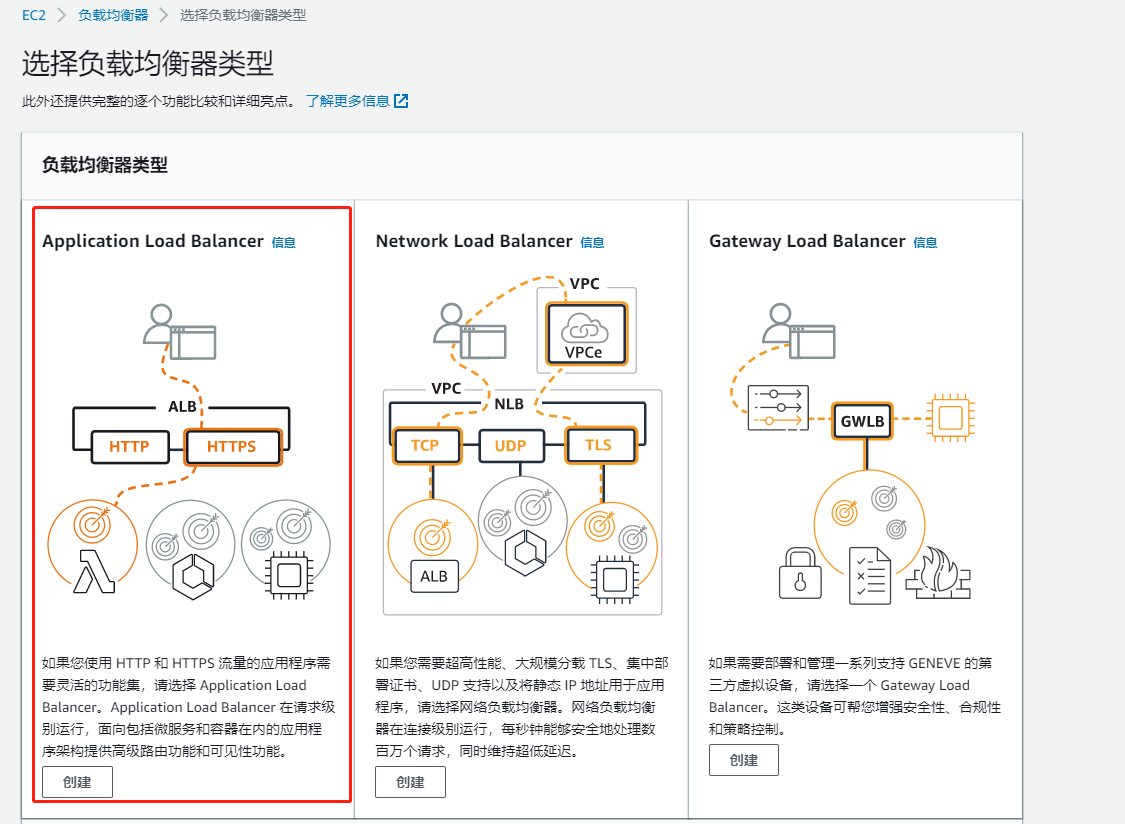 EC2 > 负载均衡器 > 选择负载均衡器类型
选择负载均衡器类型
此外还提供完整的逐个功能比较和详细亮点。 了解更多信息
负载均衡器类型
Application Load Balancer 信息
ALB
HTTP
HTTPS
如果您使用 HTTP 和 HTTPS 流量的应用程序需
要灵活的功能集，请选择 Application Load
Balancer。Application Load Balancer 在请求级
别运行，面向包括微服务和容器在内的应用程
序架构提供高级路由功能和可见性功能。
创建
Network Load Balancer 信息
VPC
VPCe
VPC
NLB
TCP
UDP
TLS
ALB
如果您需要超高性能、大规模分载 TLS、集中部
署证书、UDP 支持以及将静态 IP 地址用于应用
程序，请选择网络负载均衡器。网络负载均衡
器在连接级别运行，每秒钟能够安全地处理数
百万个请求，同时维持超低延迟。
创建
Gateway Load Balancer 信息
GWLB
如果需要部署和管理一系列支持 GENEVE 的第
三方虚拟设备，请选择一个 Gateway Load
Balancer。这类设备可帮您增强安全性、合规性
和策略控制。
创建